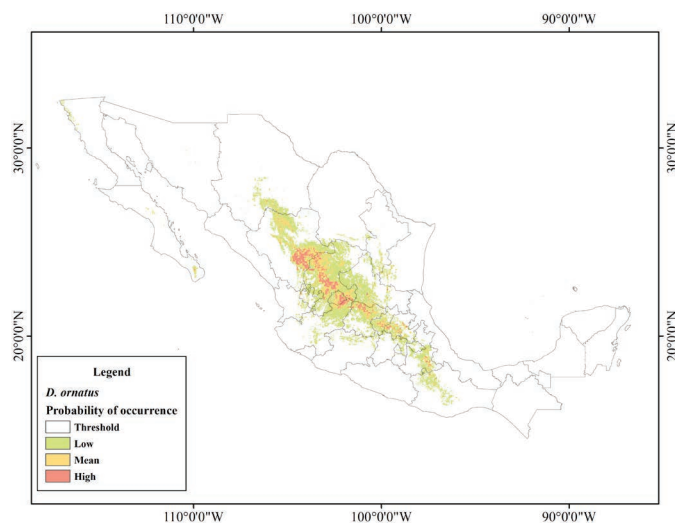 110°0'0"W 100°0'0"W 90°0'0"W
30°0'0"N 30°0'0"N
20°0'0"N 20°0'0"N
Legend
D. ornatus
Probability of occurrence
Threshold
Low
Mean
High
110°0'0"W 100°0'0"W 90°0'0"W